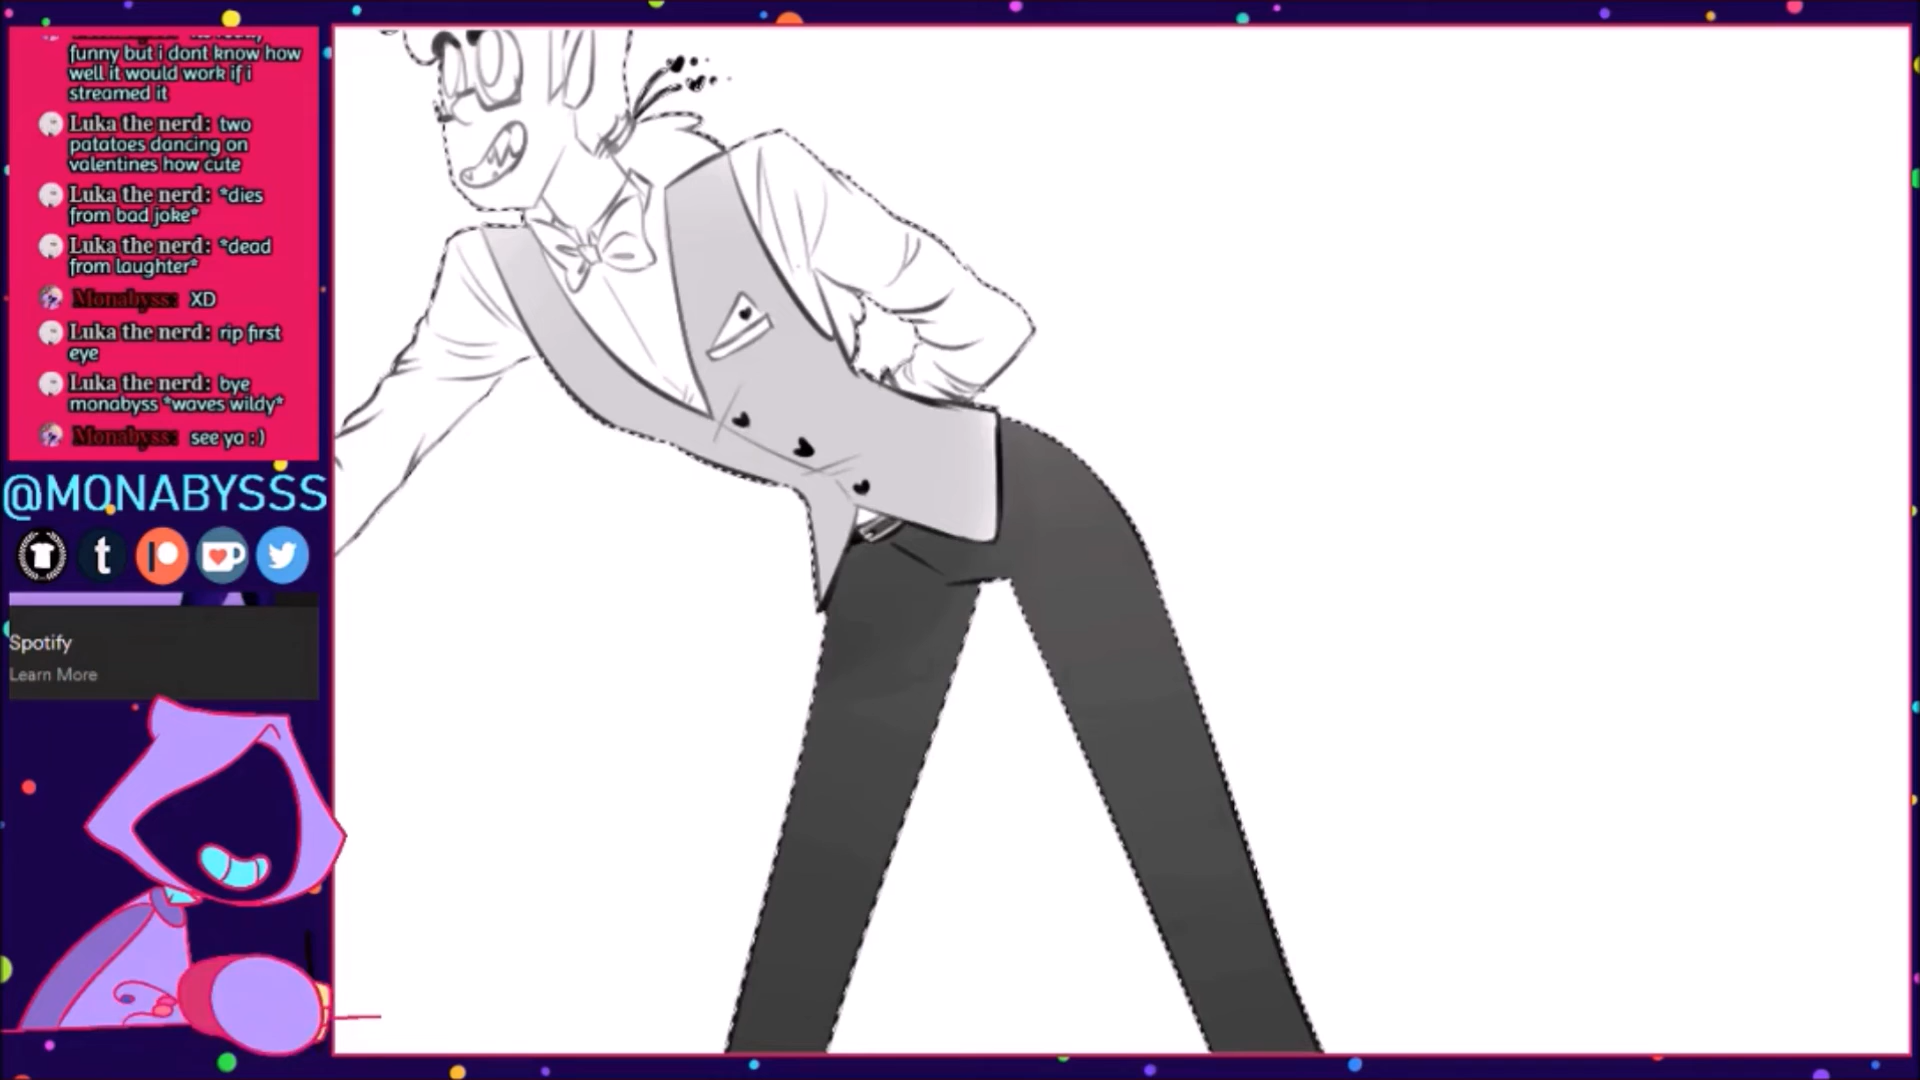 funny but i dont know how
well it would work if i
streamed it
Luka the nerd: two
patatoes dancing on
valentines how cute
Luka the nerd: *dies
from bad joke*
Luka the nerd: *dead
from laughter*
Monabyss: XD
Luka the nerd: rip first
eye
Luka the nerd: bye
monabyss *waves wildy*
Monabyss: see ya :)
@MONABYSSS
t
Spotify
Learn More